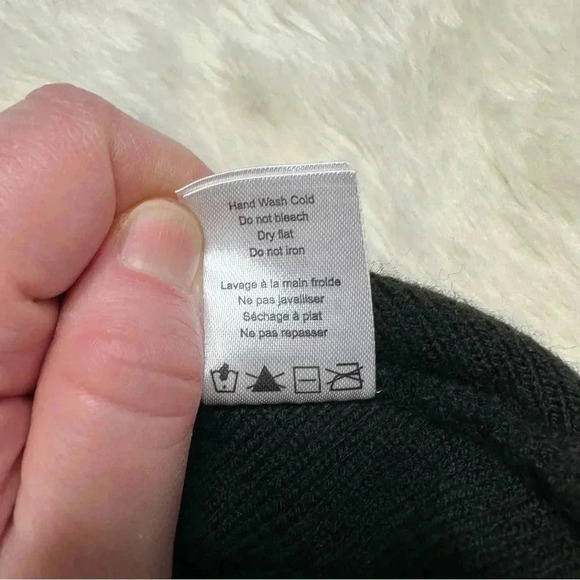 Hand Wash Cold
Do not bleach
Dry flat
Do not iron
Lavage à la main froide
Ne pas javalliser
Séchage à plat
Ne pas repasser